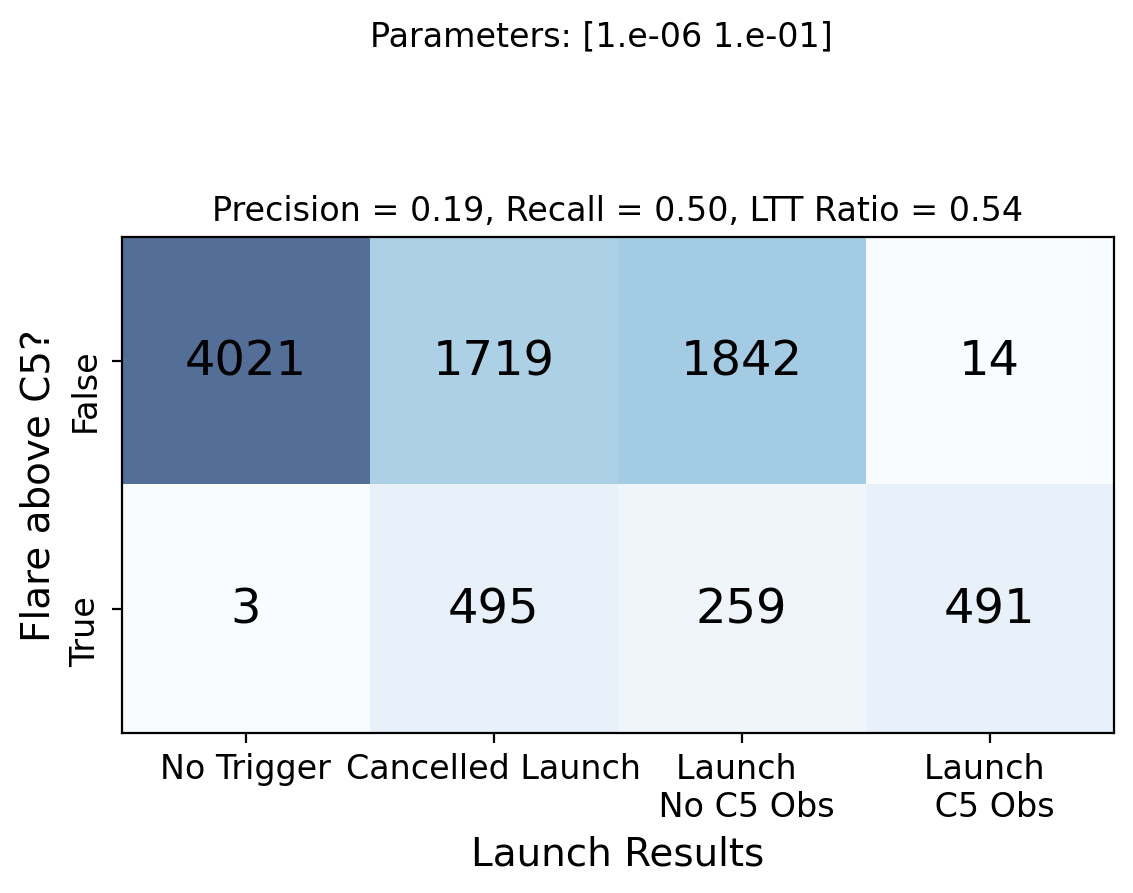 Parameters: [1.e-06 1.e-01]
Precision = 0.19, Recall = 0.50, LTT Ratio = 0.54
Flare above C5?
False
4021 1719 1842 14
True
3 495 259 491
No Trigger Cancelled Launch Launch Launch
No C5 Obs C5 Obs
Launch Results